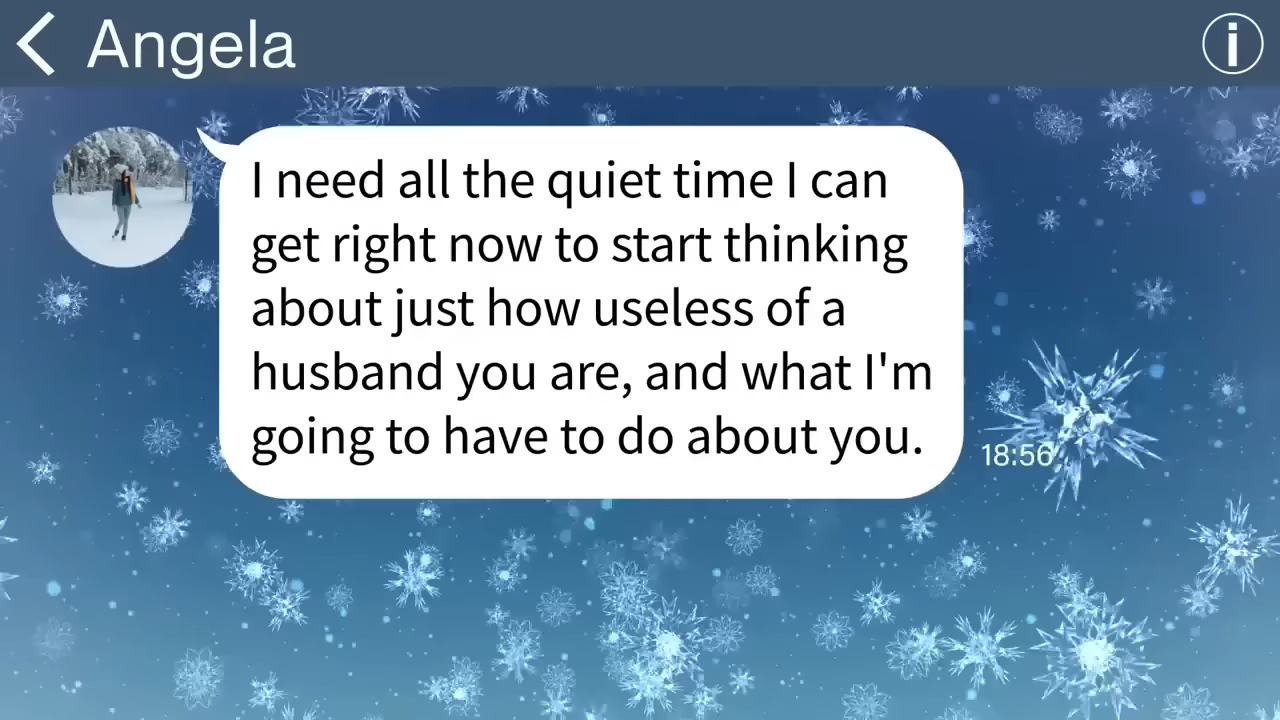 Angela
i
I need all the quiet time I can
get right now to start thinking
about just how useless of a
husband you are, and what I'm
going to have to do about you.
18:56